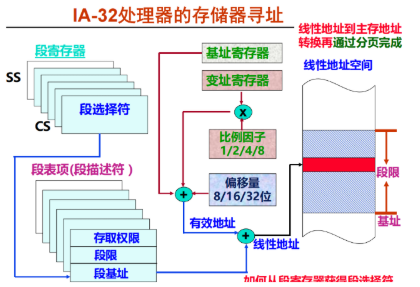 IA-32处理器的存储器寻址
段寄存器
SS
CS
段选择符
段表项(段描述符)
存取权限
段限
段基址
基址寄存器
变址寄存器
x
比例因子
1/2/4/8
偏移量
8/16/32位
+
有效地址
+
线性地址
线性地址到主存地址
转换再通过分页完成
线性地址空间
段限
基址
如何从段寄存器获得段选择符